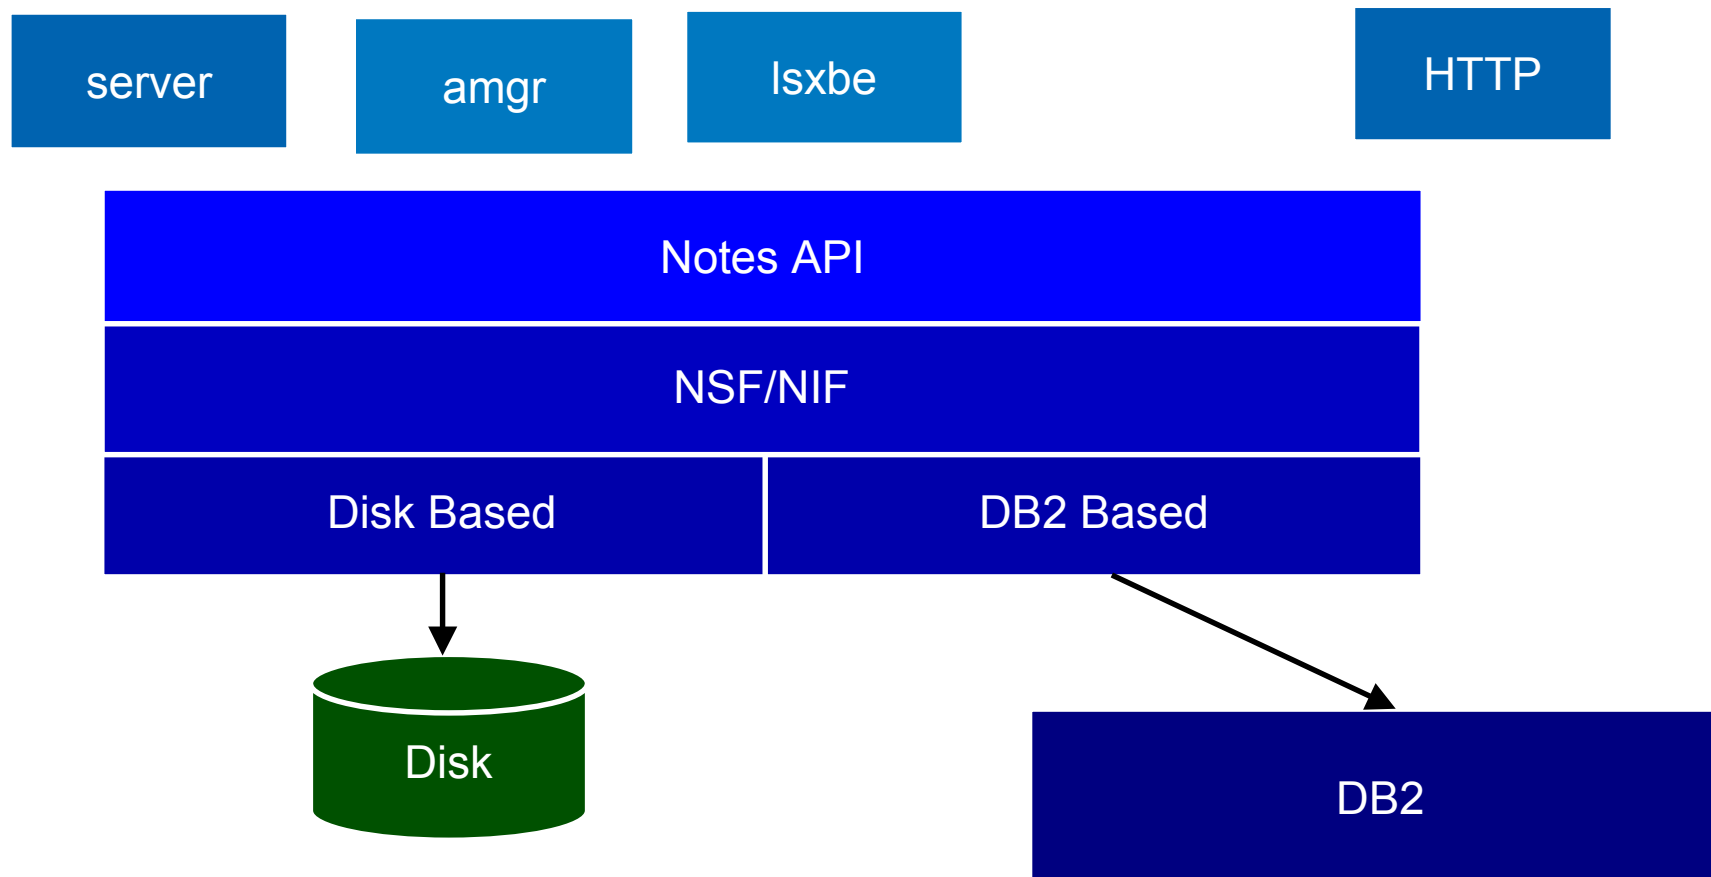 server
amgr
lsxbe
HTTP
Notes API
NSF/NIF
Disk Based
DB2 Based
Disk
DB2